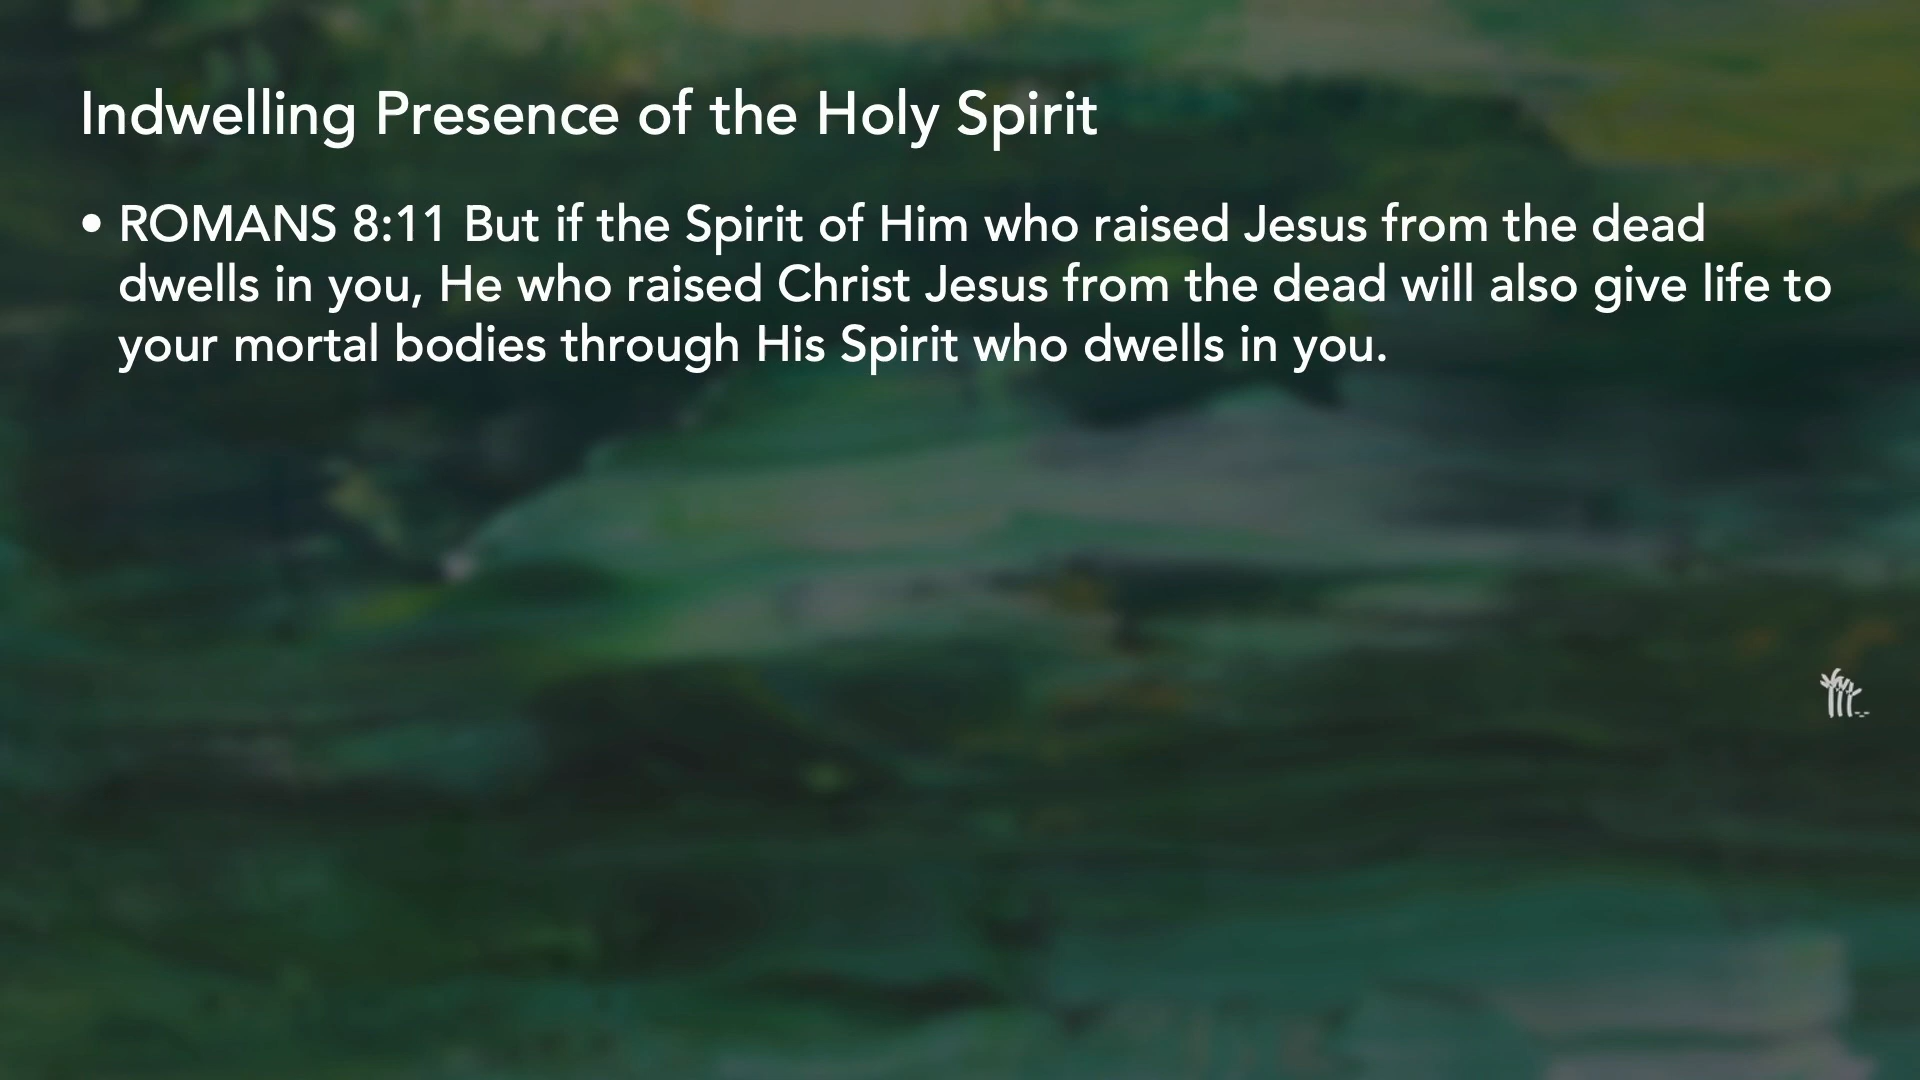 Indwelling Presence of the Holy Spirit
• ROMANS 8:11 But if the Spirit of Him who raised Jesus from the dead
dwells in you, He who raised Christ Jesus from the dead will also give life to
your mortal bodies through His Spirit who dwells in you.